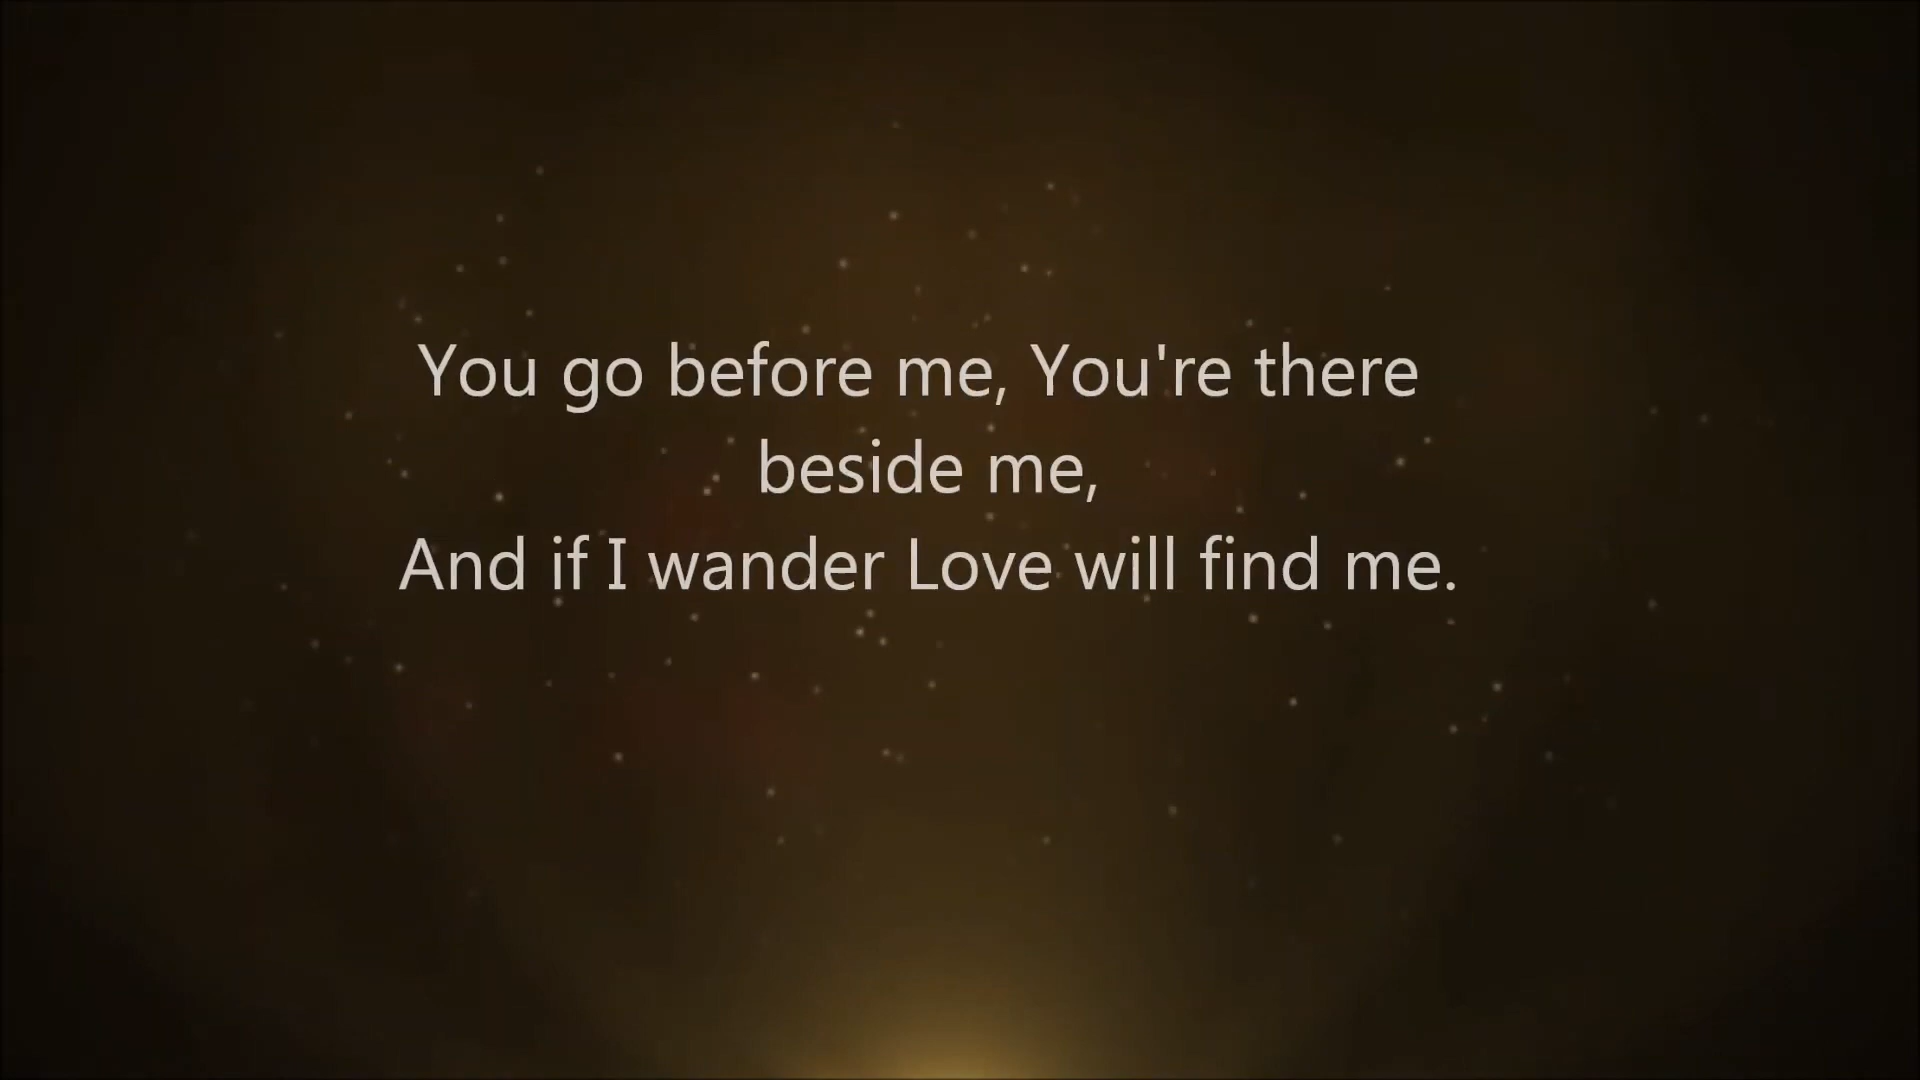 You go before me, You're there
beside me,
And if I wander Love will find me.